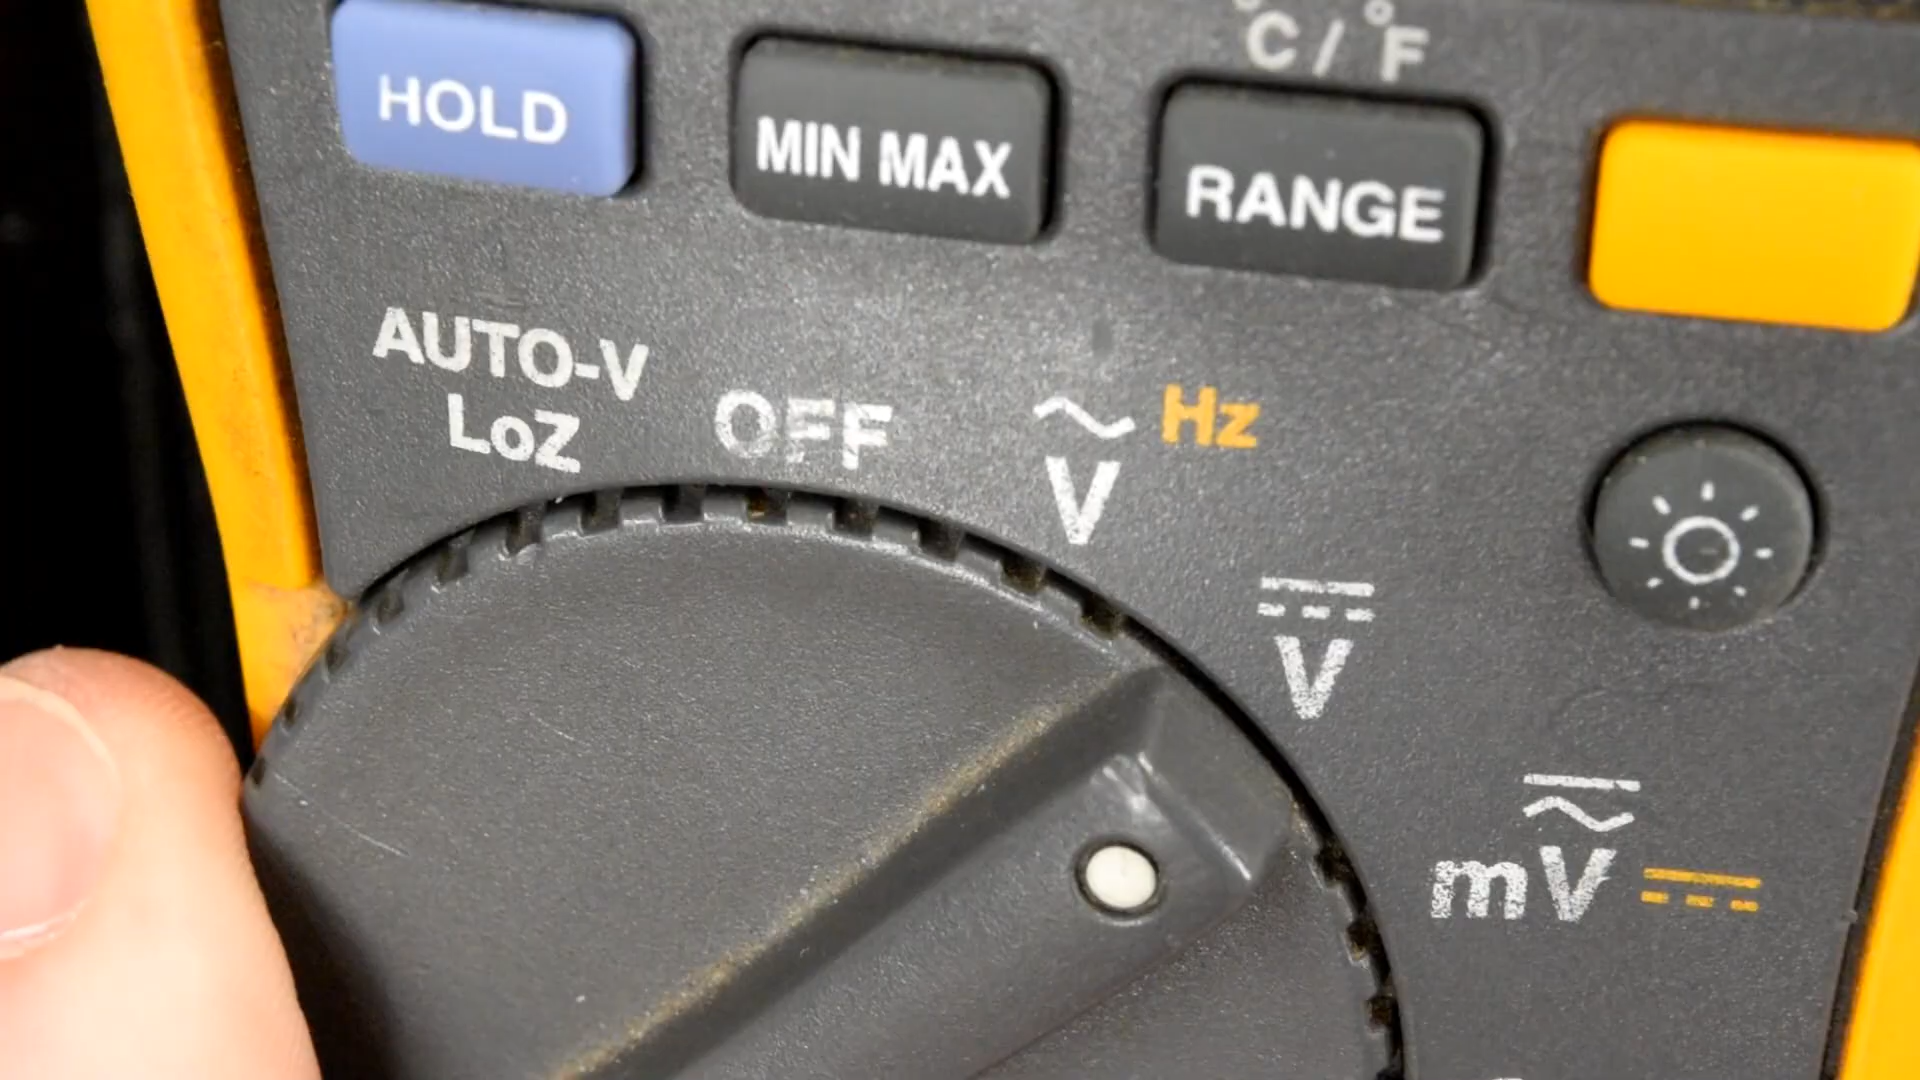 °C/°F
HOLD
MIN MAX
RANGE
AUTO-V
LoZ
OFF
Hz
V
V
mV